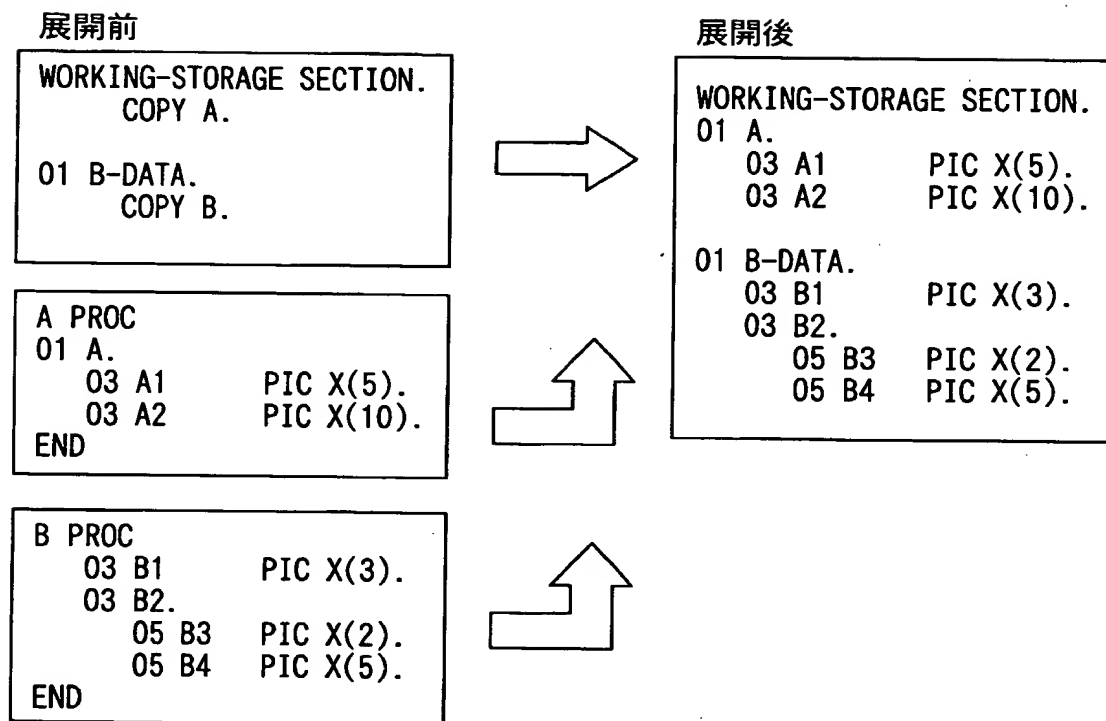 展開前
WORKING-STORAGE SECTION.
COPY A.
01 B-DATA.
COPY B.
A PROC
01 A.
03 A1 PIC X(5).
03 A2 PIC X(10).
END
B PROC
03 B1 PIC X(3).
03 B2.
05 B3 PIC X(2).
05 B4 PIC X(5).
END
展開後
WORKING-STORAGE SECTION.
01 A.
03 A1 PIC X(5).
03 A2 PIC X(10).
01 B-DATA.
03 B1 PIC X(3).
03 B2.
05 B3 PIC X(2).
05 B4 PIC X(5).